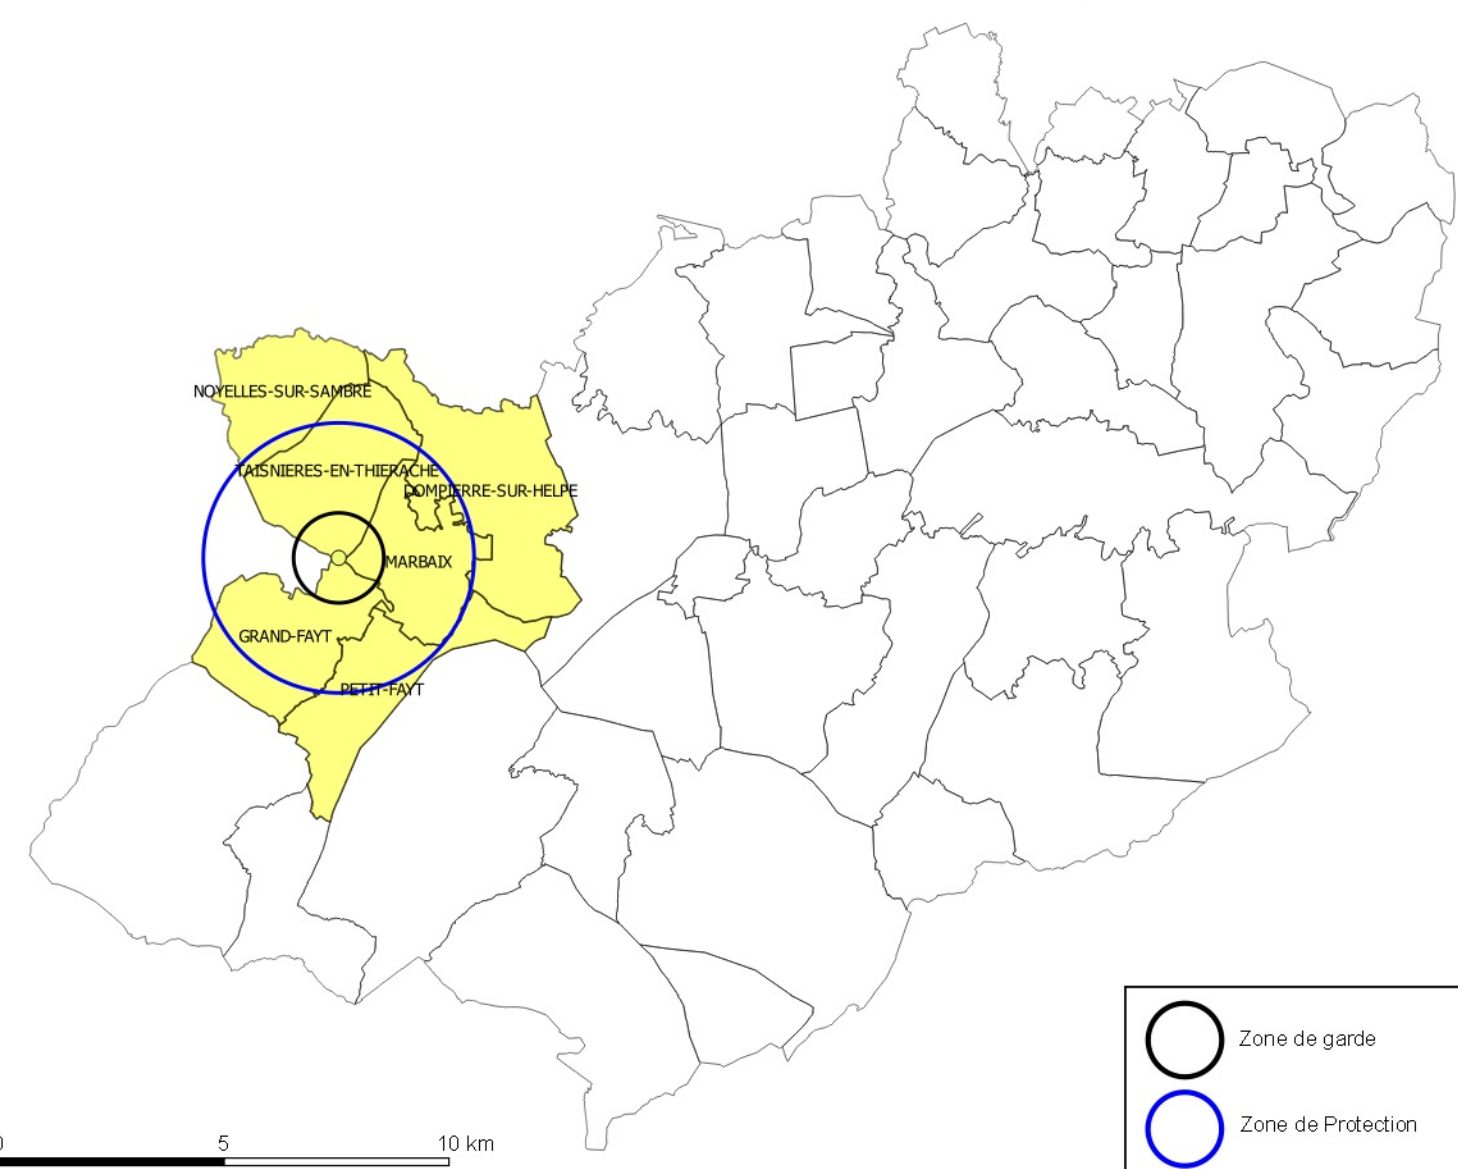 NOYELLES-SUR-SAMBRE
TAISNIERES-EN-THIERACHE
DOMPIERRE-SUR-HELPE
MARBAIX
GRAND-FAYT
PETIT-FAYT
Zone de garde
Zone de Protection
0 5 10 km